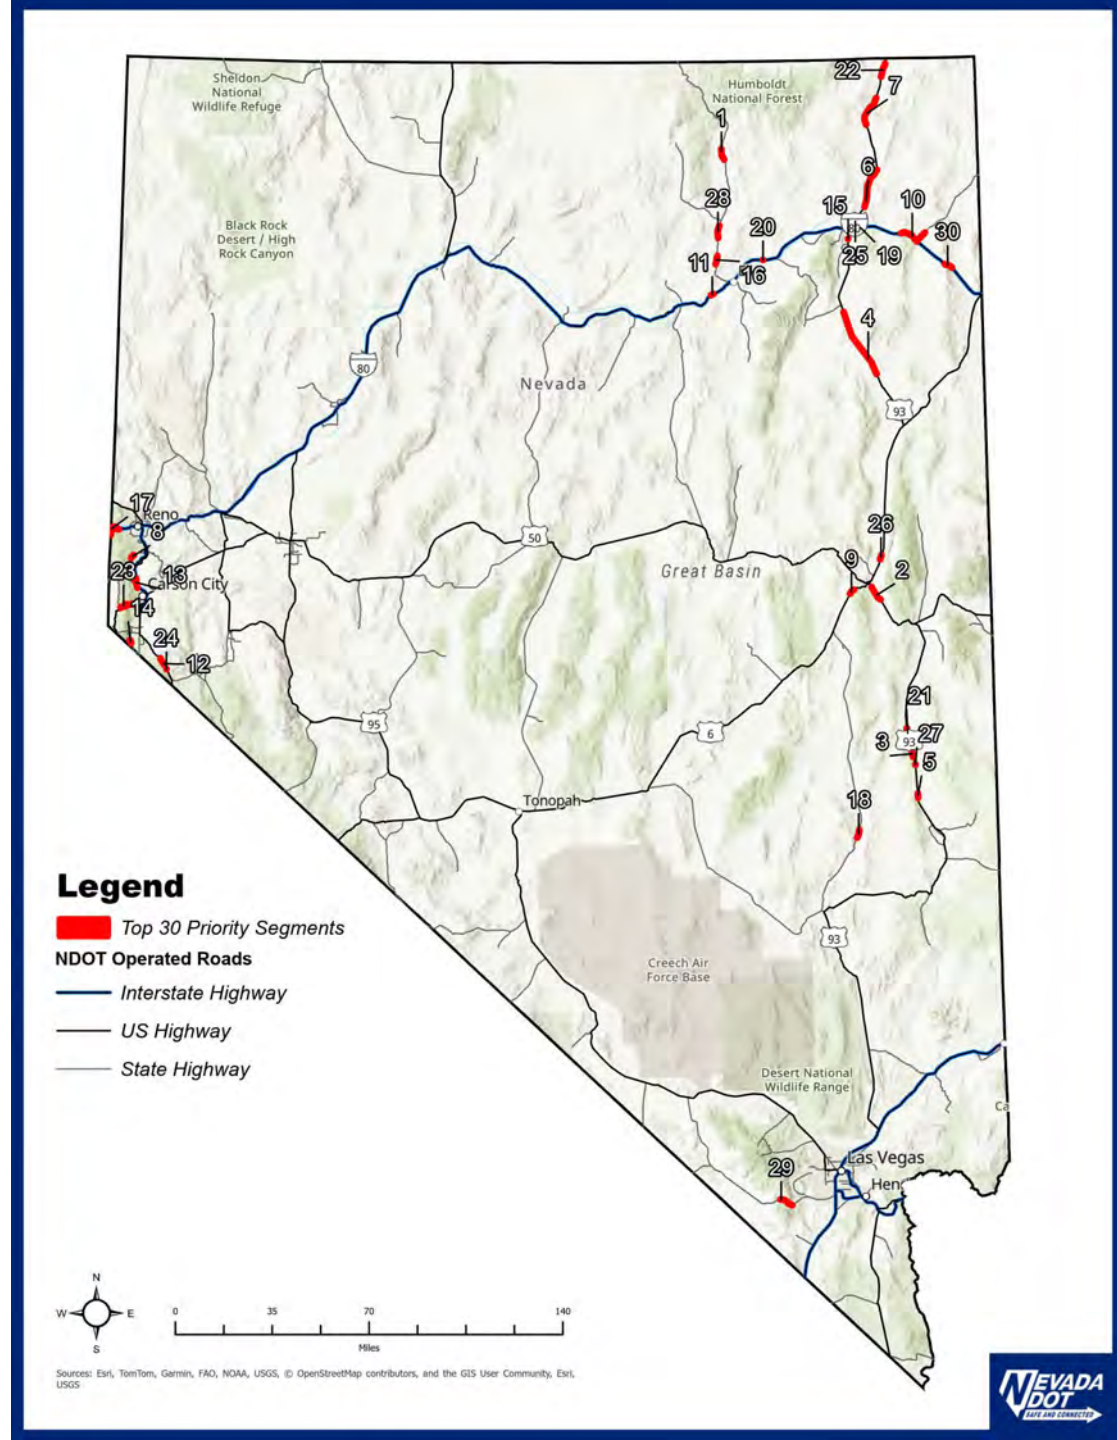 Sheldon
National
Wildlife Refuge
Humboldt
National Forest
22
7
1
6
Black Rock
Desert / High
Rock Canyon
28
20
15
10
80
25
19
30
11
16
4
80
Nevada
93
17
Reno
8
50
26
Great Basin
9
2
23
13
Carson City
14
24
12
21
95
6
93
27
3
5
Tonopah
18
Legend
Top 30 Priority Segments
NDOT Operated Roads
Interstate Highway
US Highway
State Highway
93
Creech Air
Force Base
Desert National
Wildlife Range
Ca
Las Vegas
29
Hen
N
W
E
S
0
35
70
140
Miles
Sources: Esri, TomTom, Garmin, FAO, NOAA, USGS, © OpenStreetMap contributors, and the GIS User Community, Esri,
USGS
NEVADA
DOT
SAFE AND CONNECTED